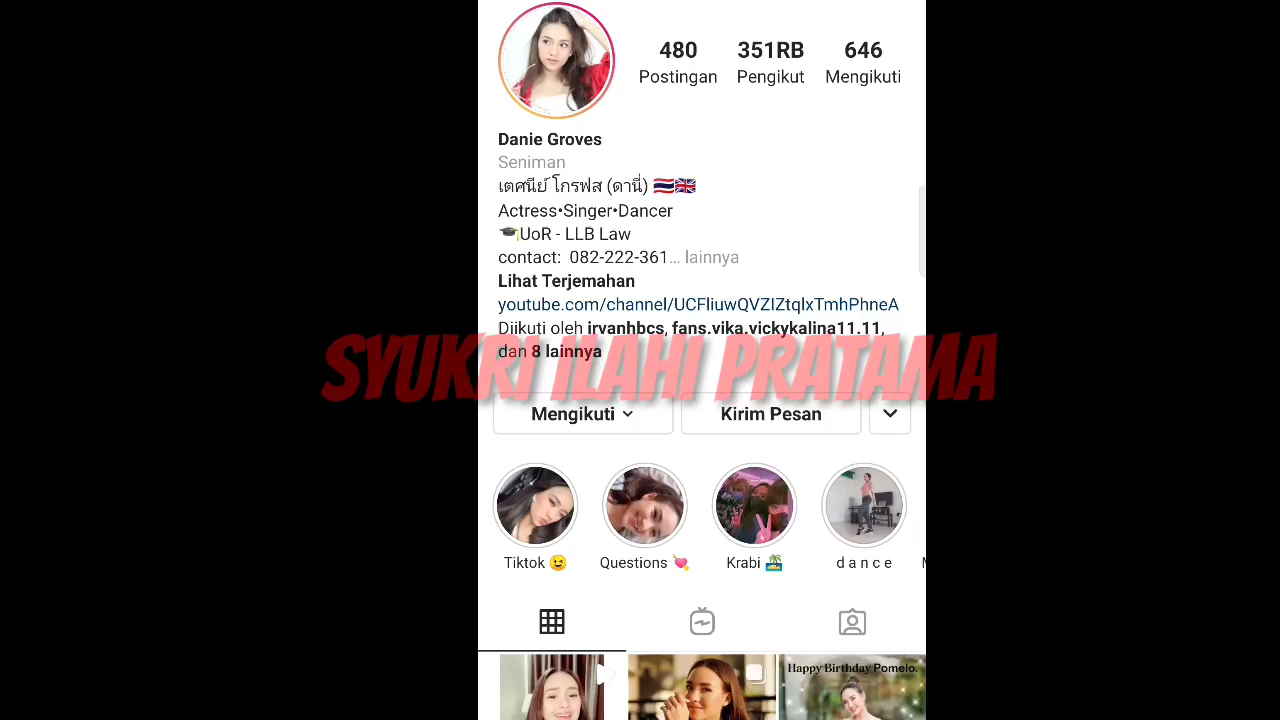 480 351RB 646
Postingan Pengikut Mengikuti
Danie Groves
Seniman
เตศนีย์ โกรฟส (ดานี่) 🇹🇭🇬🇧
Actress•Singer•Dancer
🎓UoR - LLB Law
contact: 082-222-361... lainnya
Lihat Terjemahan
youtube.com/channel/UCFliuwQVZIZtqlxTmhPhneA
Diikuti oleh irvanhbcs, fans.vika.vickykalina11.11,
dan 8 lainnya
SYUKRI ILAHI PRATAMA
Mengikuti Kirim Pesan
Tiktok 😉 Questions 💘 Krabi 🏝️ d a n c e
Happy Birthday Pomelo.